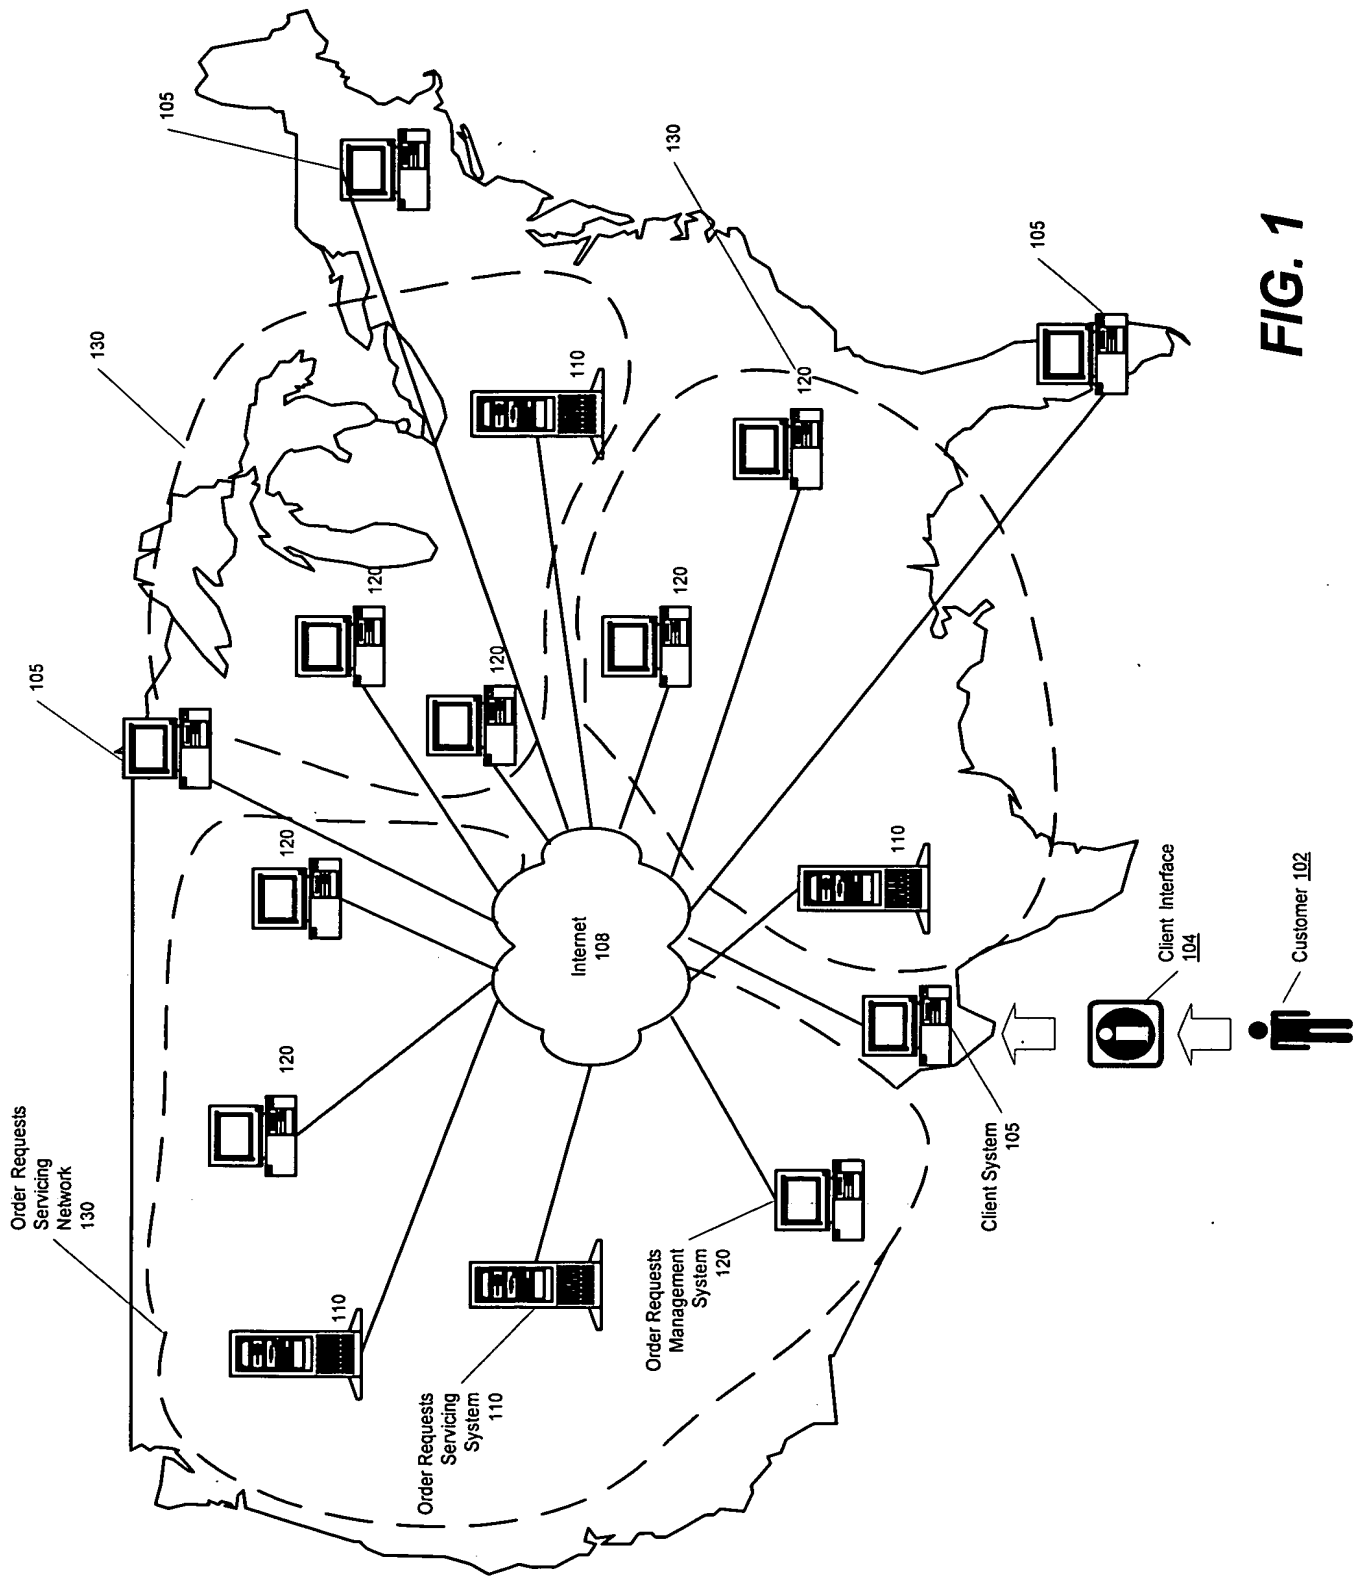 Order Requests
Servicing
Network
130
105
130
105
120
120
110
120
120
120
130
120
110
Internet
108
110
Order Requests
Servicing
System
110
Order Requests
Management
System
120
105
110
Client System
105
Client Interface
104
Customer 102
FIG. 1